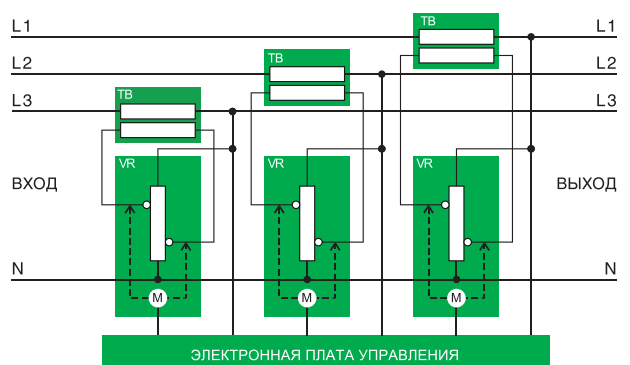 L1 TB L1
L2 TB L2
L3 TB L3
VR VR VR
ВХОД ВЫХОД
N N
M M M
ЭЛЕКТРОННАЯ ПЛАТА УПРАВЛЕНИЯ